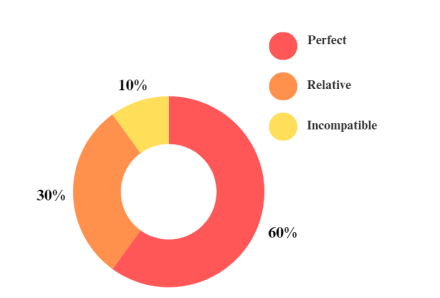 Perfect
Relative
Incompatible
10%
30%
60%